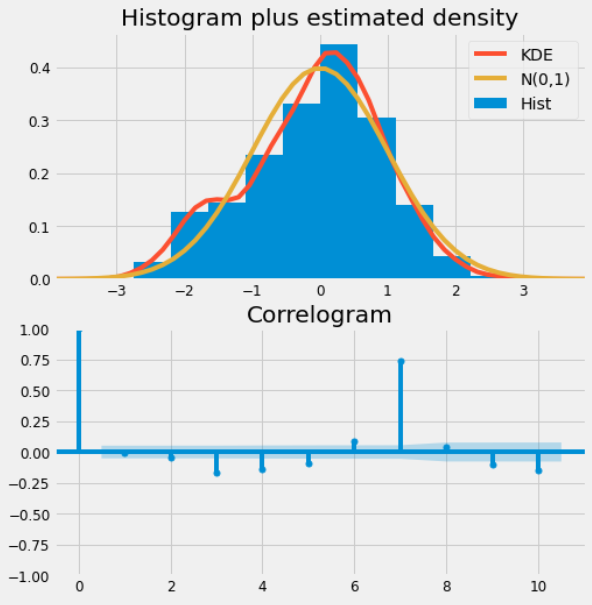 Histogram plus estimated density
KDE
N(0,1)
Hist
0.4
0.3
0.2
0.1
0.0
−3 −2 −1 0 1 2 3
Correlogram
1.00
0.75
0.50
0.25
0.00
−0.25
−0.50
−0.75
−1.00
0 2 4 6 8 10